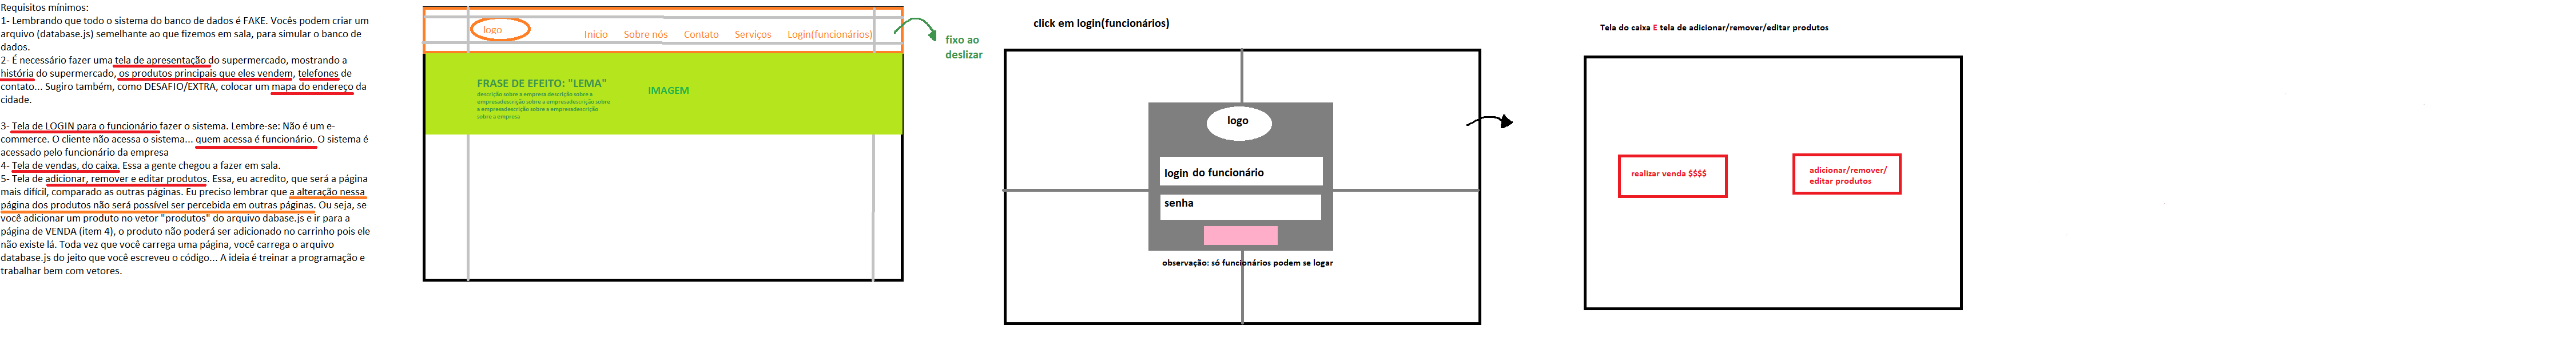 Requisitos mínimos:
1- Lembrando que todo o sistema do banco de dados é FAKE. Vocês podem criar um
arquivo (database.js) semelhante ao que fizemos em sala, para simular o banco de
dados.
2- É necessário fazer uma tela de apresentação do supermercado, mostrando a
história do supermercado, os produtos principais que eles vendem, telefones de
contato... Sugiro também, como DESAFIO/EXTRA, colocar um mapa do endereço da
cidade.
3- Tela de LOGIN para o funcionário fazer o sistema. Lembre-se: Não é um e-
commerce. O cliente não acessa o sistema... quem acessa é funcionário. O sistema é
acessado pelo funcionário da empresa
4- Tela de vendas, do caixa. Essa a gente chegou a fazer em sala.
5- Tela de adicionar, remover e editar produtos. Essa, eu acredito, que será a página
mais difícil, comparado as outras páginas. Eu preciso lembrar que a alteração nessa
página dos produtos não será possível ser percebida em outras páginas. Ou seja, se
você adicionar um produto no vetor "produtos" do arquivo dabase.js e ir para a
página de VENDA (item 4), o produto não poderá ser adicionado no carrinho pois ele
não existe lá. Toda vez que você carrega uma página, você carrega o arquivo
database.js do jeito que você escreveu o código... A ideia é treinar a programação e
trabalhar bem com vetores.
logo
Inicio Sobre nós Contato Serviços Login(funcionários)
fixo ao
deslizar
FRASE DE EFEITO: "LEMA"
descrição sobre a empresa descrição sobre a
empresadescrição sobre a empresadescrição sobre
a empresadescrição sobre a empresadescrição
sobre a empresa
IMAGEM
click em login(funcionários)
logo
login do funcionário
senha
observação: só funcionários podem se logar
Tela do caixa E tela de adicionar/remover/editar produtos
realizar venda $$$$
adicionar/remover/
editar produtos